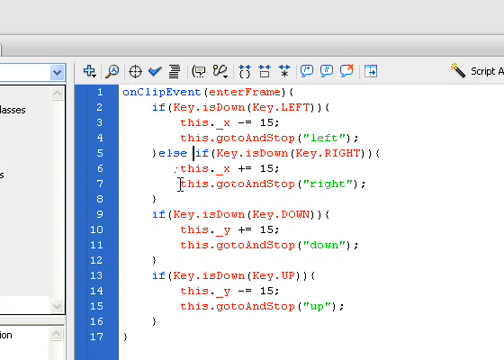 Script A
lasses
tion
1 onClipEvent(enterFrame){
2 if(Key.isDown(Key.LEFT)){
3 this._x -= 15;
4 this.gotoAndStop("left");
5 }else if(Key.isDown(Key.RIGHT)){
6 this._x += 15;
7 this.gotoAndStop("right");
8 }
9 if(Key.isDown(Key.DOWN)){
10 this._y += 15;
11 this.gotoAndStop("down");
12 }
13 if(Key.isDown(Key.UP)){
14 this._y -= 15;
15 this.gotoAndStop("up");
16 }
17 }